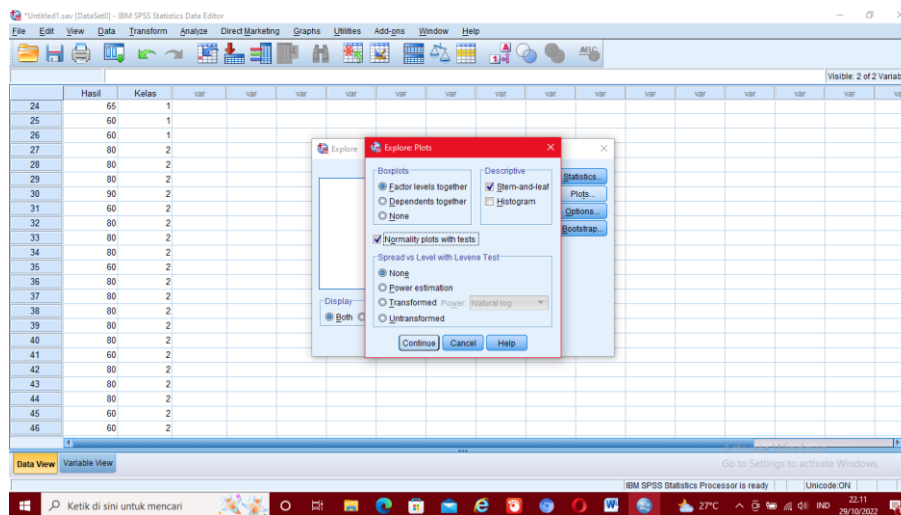 *Untitled1.sav [DataSet0] - IBM SPSS Statistics Data Editor
File Edit View Data Transform Analyze Direct Marketing Graphs Utilities Add-ons Window Help
Visible: 2 of 2 Variab
Hasil Kelas var var var var var var var var var var var var var var va
24 65 1
25 60 1
26 60 1
27 80 2
28 80 2
29 80 2
30 90 2
31 60 2
32 80 2
33 80 2
34 80 2
35 60 2
36 80 2
37 80 2
38 80 2
39 80 2
40 80 2
41 60 2
42 80 2
43 80 2
44 80 2
45 60 2
46 60 2
Explore
Statistics...
Plots...
Options...
Bootstrap...
Display
Both
Explore: Plots
Boxplots
Factor levels together
Dependents together
None
Descriptive
Stem-and-leaf
Histogram
Normality plots with tests
Spread vs Level with Levene Test
None
Power estimation
Transformed Power: Natural log
Untransformed
Continue Cancel Help
Data View Variable View
Go to Settings to activate Windows.
IBM SPSS Statistics Processor is ready Unicode:ON
Ketik di sini untuk mencari
27°C IND 22.11
29/10/2022